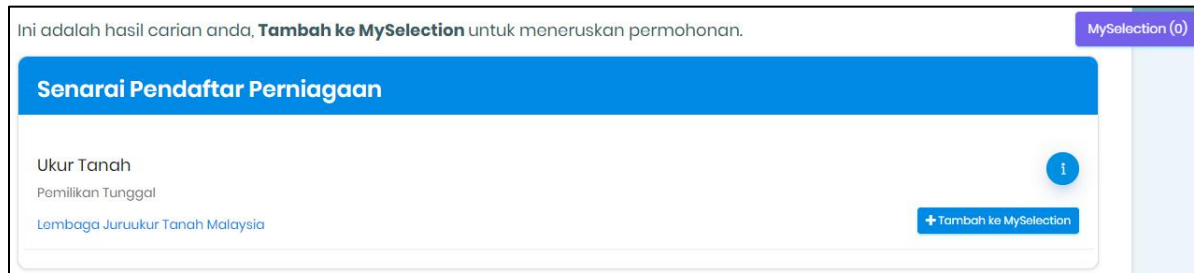 Ini adalah hasil carian anda, Tambah ke MySelection untuk meneruskan permohonan.
MySelection (0)
Senarai Pendaftar Perniagaan
Ukur Tanah
i
Pemilikan Tunggal
Lembaga Juruukur Tanah Malaysia
+ Tambah ke MySelection